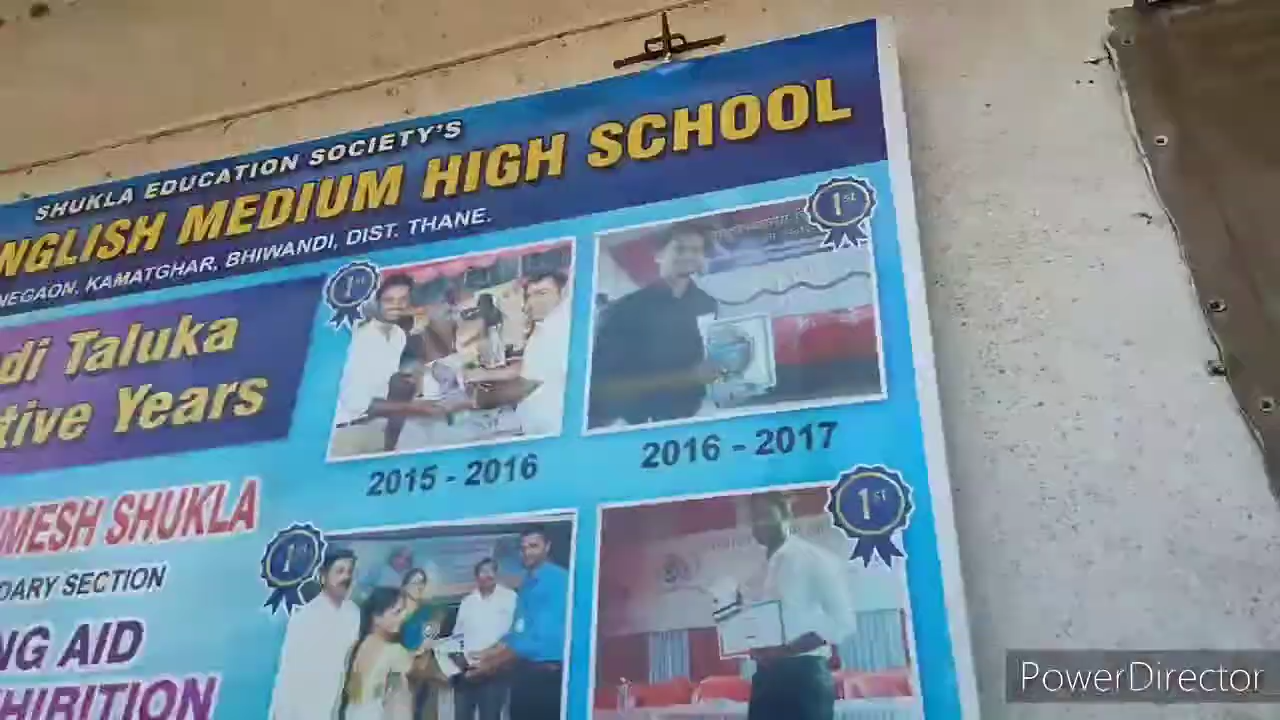 SHUKLA EDUCATION SOCIETY'S
NGLISH MEDIUM HIGH SCHOOL
NEGAON, KAMATGHAR, BHIWANDI, DIST. THANE.
di Taluka
tive Years
1ST
1ST
2015 - 2016
2016 - 2017
MESH SHUKLA
DARY SECTION
NG AID
HIBITION
1ST
1ST
PowerDirector